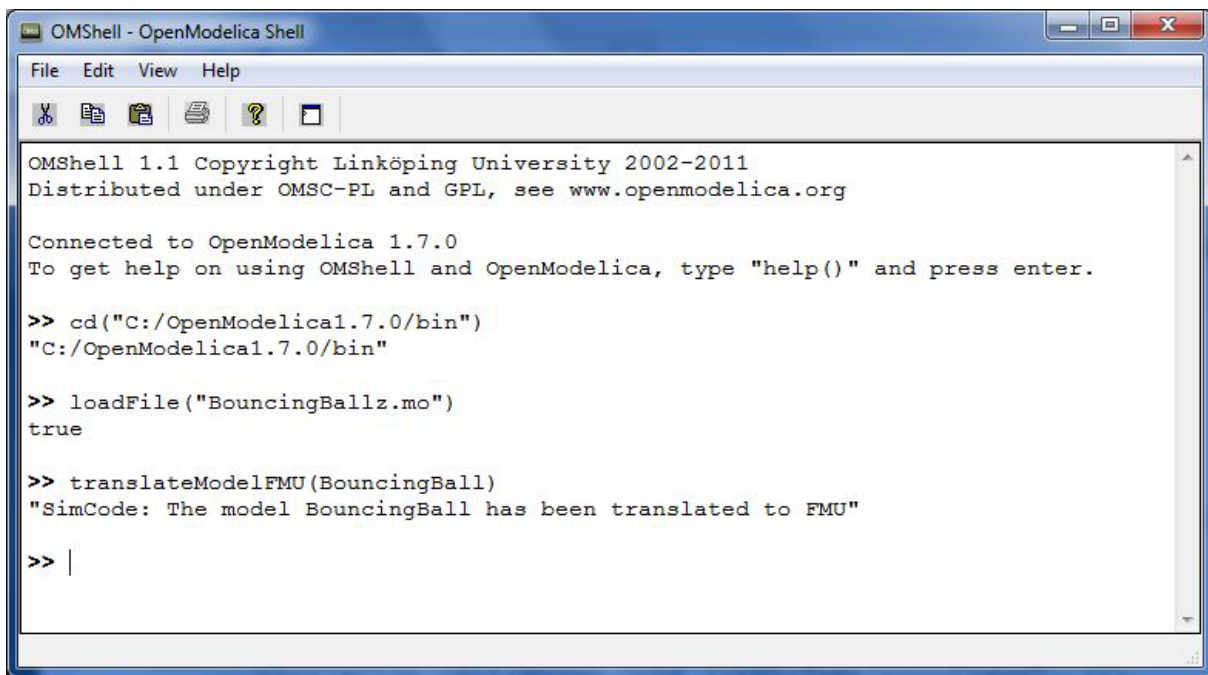 OMShell - OpenModelica Shell
File Edit View Help
OMShell 1.1 Copyright Linköping University 2002-2011
Distributed under OMSC-PL and GPL, see www.openmodelica.org
Connected to OpenModelica 1.7.0
To get help on using OMShell and OpenModelica, type "help()" and press enter.
>> cd("C:/OpenModelica1.7.0/bin")
"C:/OpenModelica1.7.0/bin"
>> loadFile("BouncingBallz.mo")
true
>> translateModelFMU(BouncingBall)
"SimCode: The model BouncingBall has been translated to FMU"
>>